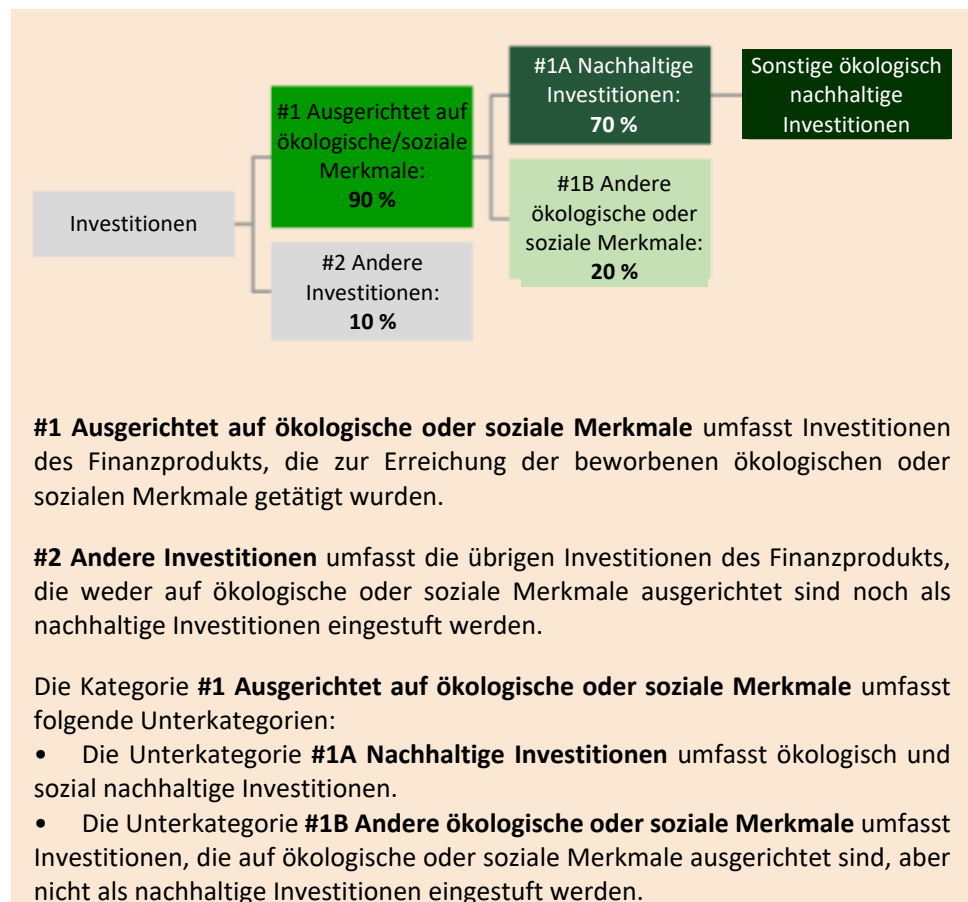 Investitionen
#1 Ausgerichtet auf
ökologische/soziale
Merkmale:
90 %
#2 Andere
Investitionen:
10 %
#1A Nachhaltige
Investitionen:
70 %
#1B Andere
ökologische oder
soziale Merkmale:
20 %
Sonstige ökologisch
nachhaltige
Investitionen
#1 Ausgerichtet auf ökologische oder soziale Merkmale umfasst Investitionen
des Finanzprodukts, die zur Erreichung der beworbenen ökologischen oder
sozialen Merkmale getätigt wurden.
#2 Andere Investitionen umfasst die übrigen Investitionen des Finanzprodukts,
die weder auf ökologische oder soziale Merkmale ausgerichtet sind noch als
nachhaltige Investitionen eingestuft werden.
Die Kategorie #1 Ausgerichtet auf ökologische oder soziale Merkmale umfasst
folgende Unterkategorien:
• Die Unterkategorie #1A Nachhaltige Investitionen umfasst ökologisch und
sozial nachhaltige Investitionen.
• Die Unterkategorie #1B Andere ökologische oder soziale Merkmale umfasst
Investitionen, die auf ökologische oder soziale Merkmale ausgerichtet sind, aber
nicht als nachhaltige Investitionen eingestuft werden.